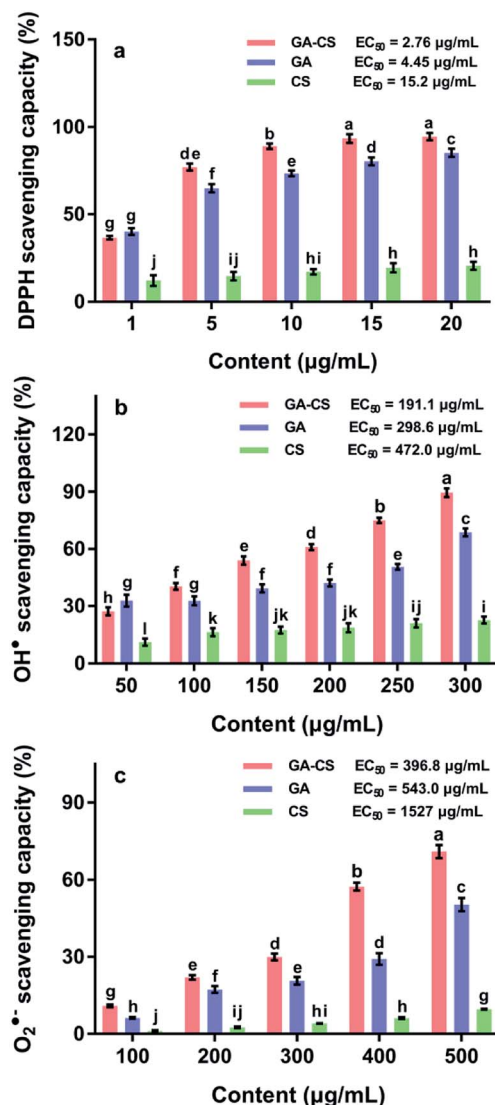 a
GA-CS EC50 = 2.76 µg/mL
GA EC50 = 4.45 µg/mL
CS EC50 = 15.2 µg/mL
DPPH scavenging capacity (%)
150
100
50
0
g g j
de f ij
b e hi
a d h
a c h
1 5 10 15 20
Content (µg/mL)
b
GA-CS EC50 = 191.1 µg/mL
GA EC50 = 298.6 µg/mL
CS EC50 = 472.0 µg/mL
OH• scavenging capacity (%)
120
90
60
30
0
h g l
f g k
e f jk
d f jk
b e ij
a c i
50 100 150 200 250 300
Content (µg/mL)
c
GA-CS EC50 = 396.8 µg/mL
GA EC50 = 543.0 µg/mL
CS EC50 = 1527 µg/mL
O2•- scavenging capacity (%)
90
60
30
0
g h j
e f ij
d e hi
b d h
a c g
100 200 300 400 500
Content (µg/mL)